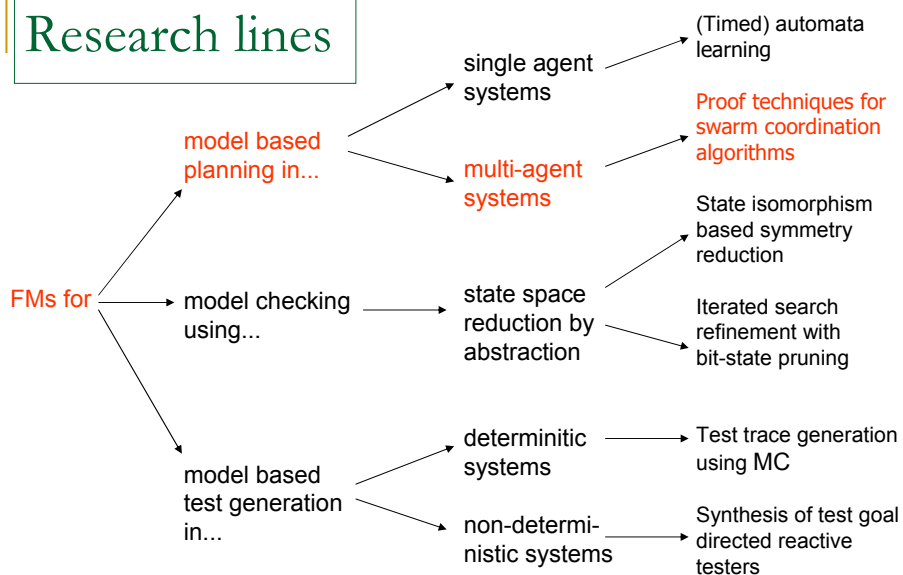 Research lines
FMs for
model based
planning in...
single agent
systems
(Timed) automata
learning
multi-agent
systems
Proof techniques for
swarm coordination
algorithms
model checking
using...
state space
reduction by
abstraction
State isomorphism
based symmetry
reduction
Iterated search
refinement with
bit-state pruning
model based
test generation
in...
determinitic
systems
Test trace generation
using MC
non-determi-
nistic systems
Synthesis of test goal
directed reactive
testers